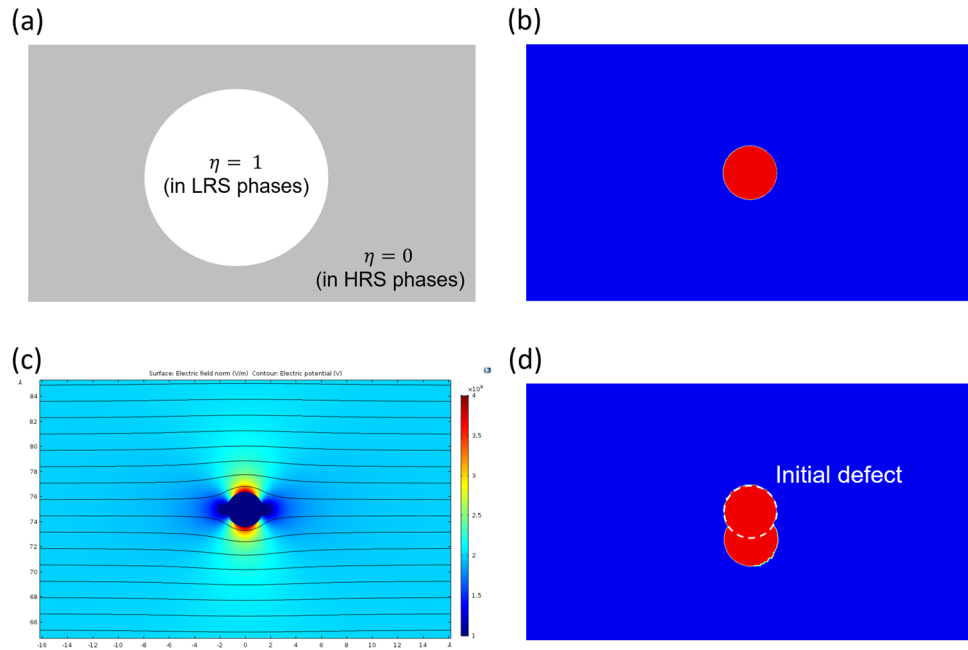 (a)
η = 1
(in LRS phases)
η = 0
(in HRS phases)
(b)
(c)
Surface: Electric field norm (V/m) Contour: Electric potential (V)
Å
84
82
80
78
76
74
72
70
68
66
-16 -14 -12 -10 -8 -6 -4 -2 0 2 4 6 8 10 12 14 Å
×10⁸
4
3.5
3
2.5
2
1.5
1
(d)
Initial defect